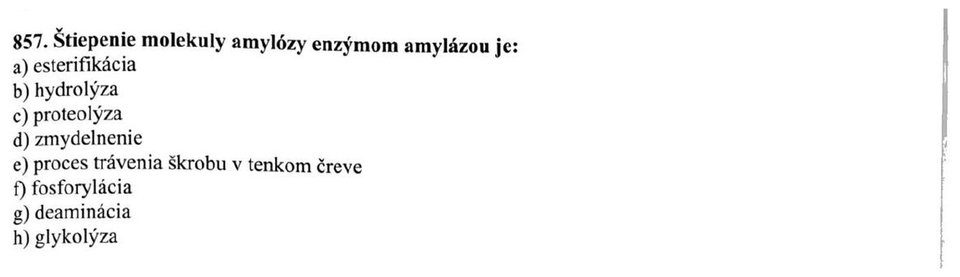 857. Štiepenie molekuly amylózy enzýmom amylázou je:
a) esterifikácia
b) hydrolýza
c) proteolýza
d) zmydelnenie
e) proces trávenia škrobu v tenkom čreve
f) fosforylácia
g) deaminácia
h) glykolýza